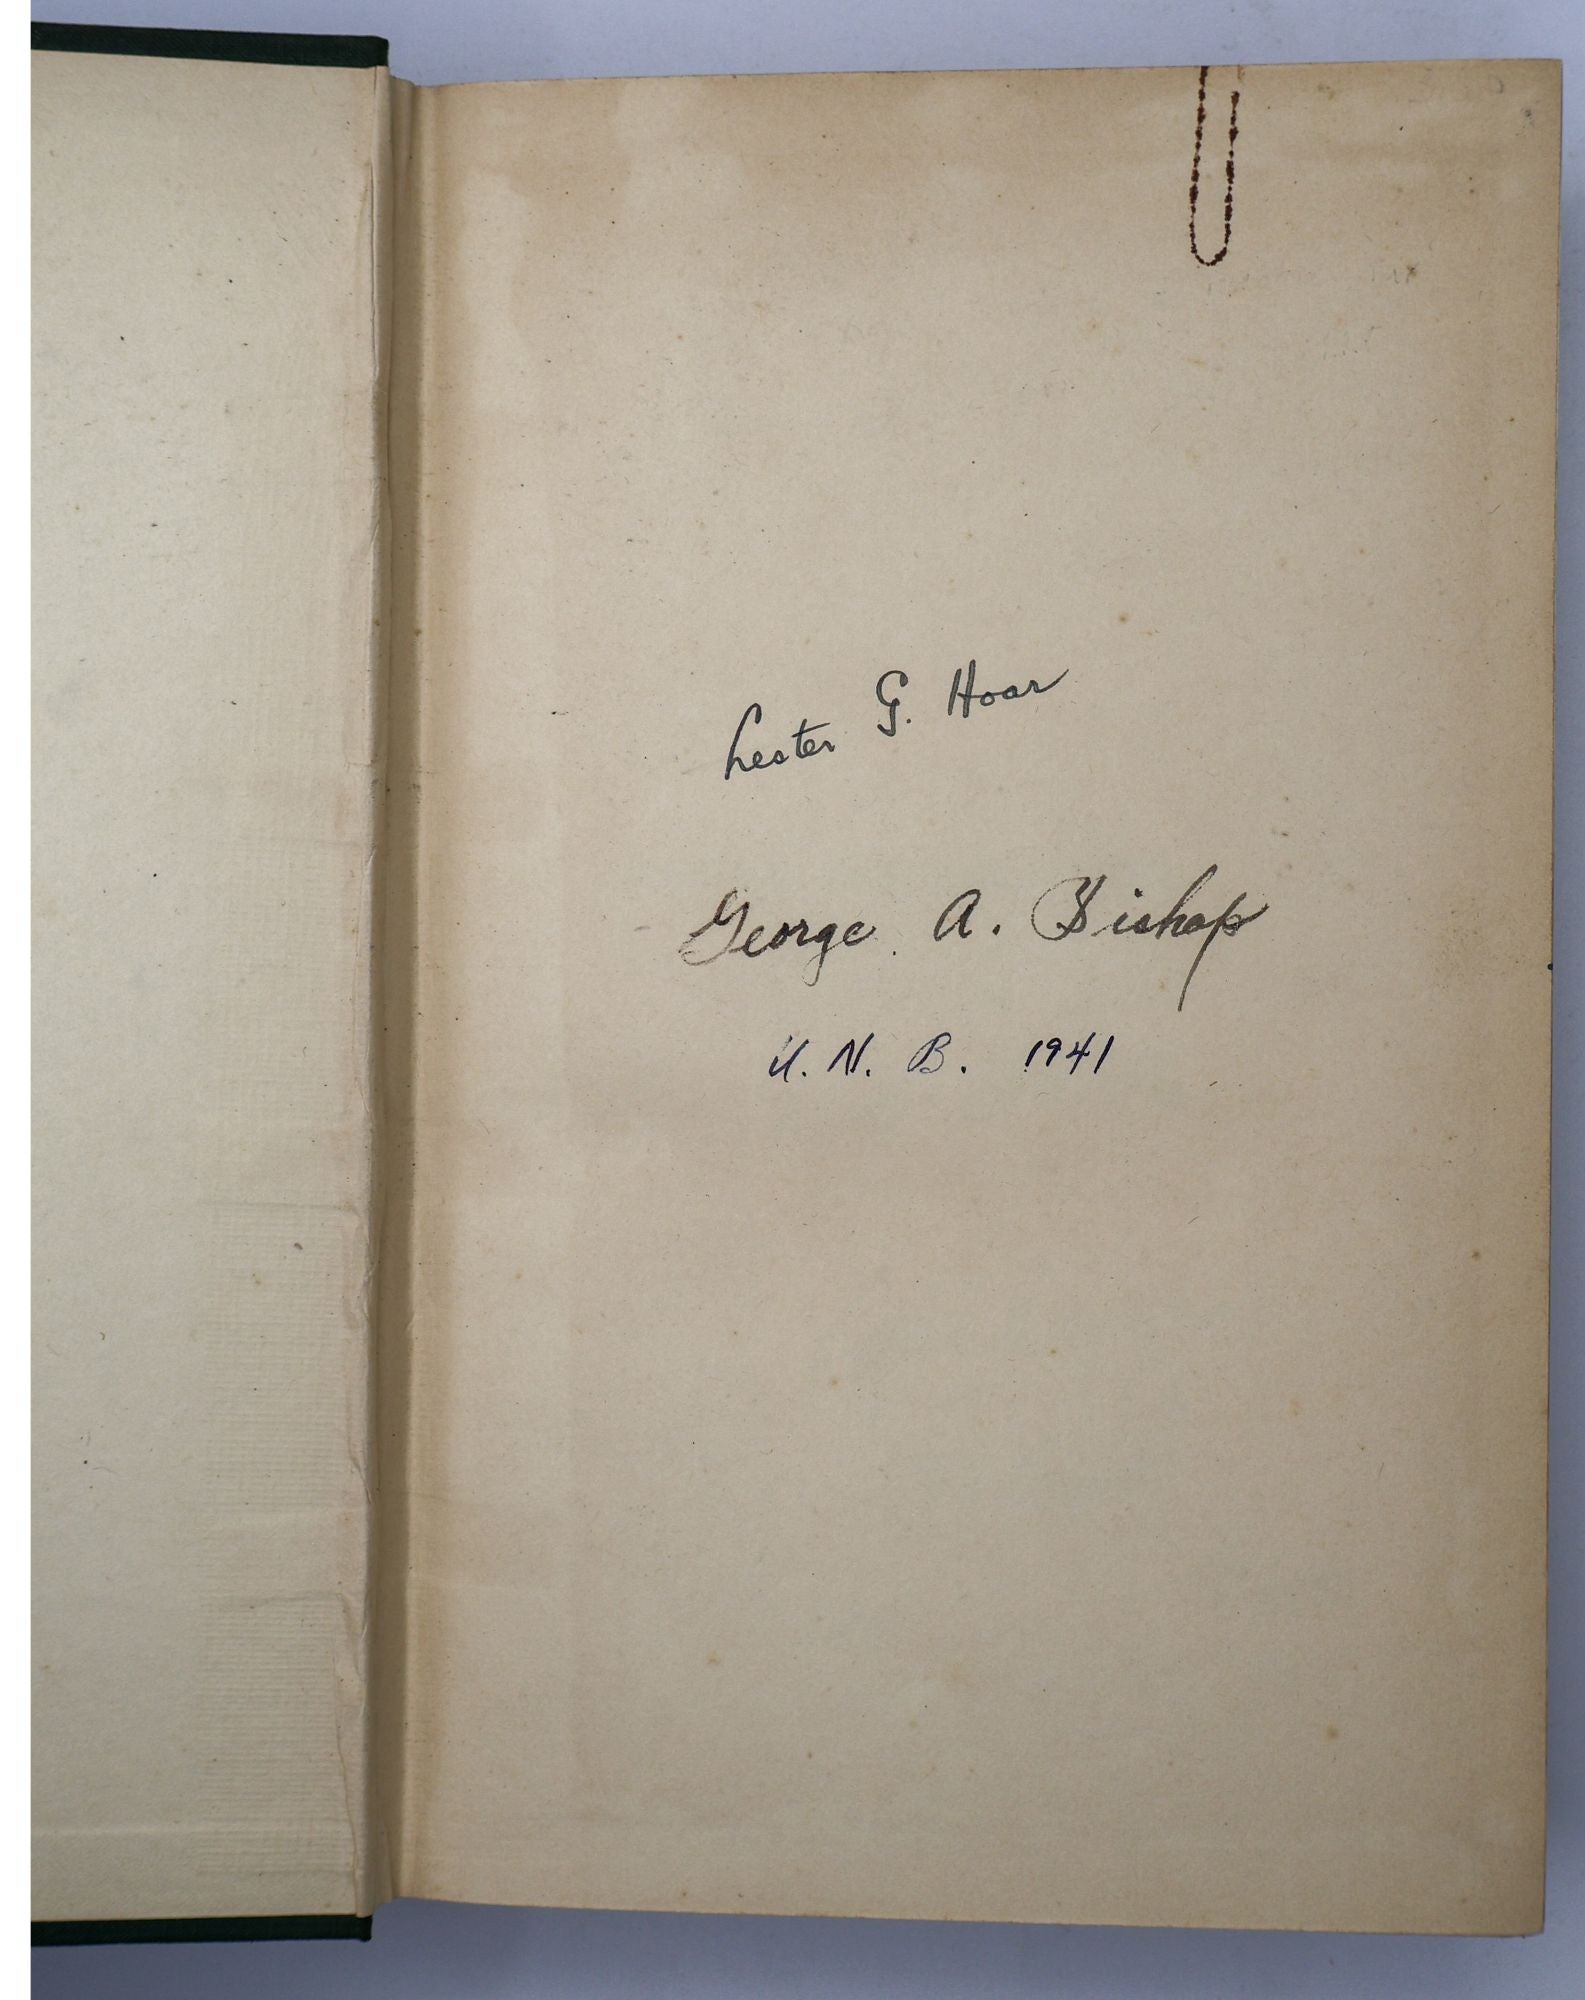 Lester G. Hoar
George A. Bishop
U. N. B. 1941